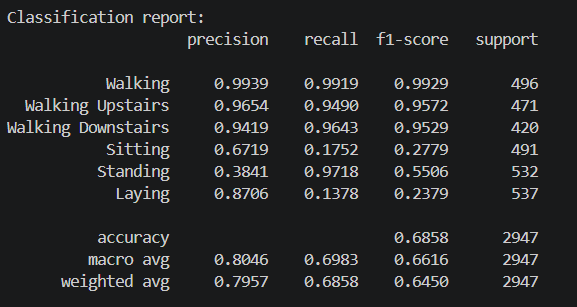 Classification report:
precision recall f1-score support
Walking 0.9939 0.9919 0.9929 496
Walking Upstairs 0.9654 0.9490 0.9572 471
Walking Downstairs 0.9419 0.9643 0.9529 420
Sitting 0.6719 0.1752 0.2779 491
Standing 0.3841 0.9718 0.5506 532
Laying 0.8706 0.1378 0.2379 537
accuracy 0.6858 2947
macro avg 0.8046 0.6983 0.6616 2947
weighted avg 0.7957 0.6858 0.6450 2947